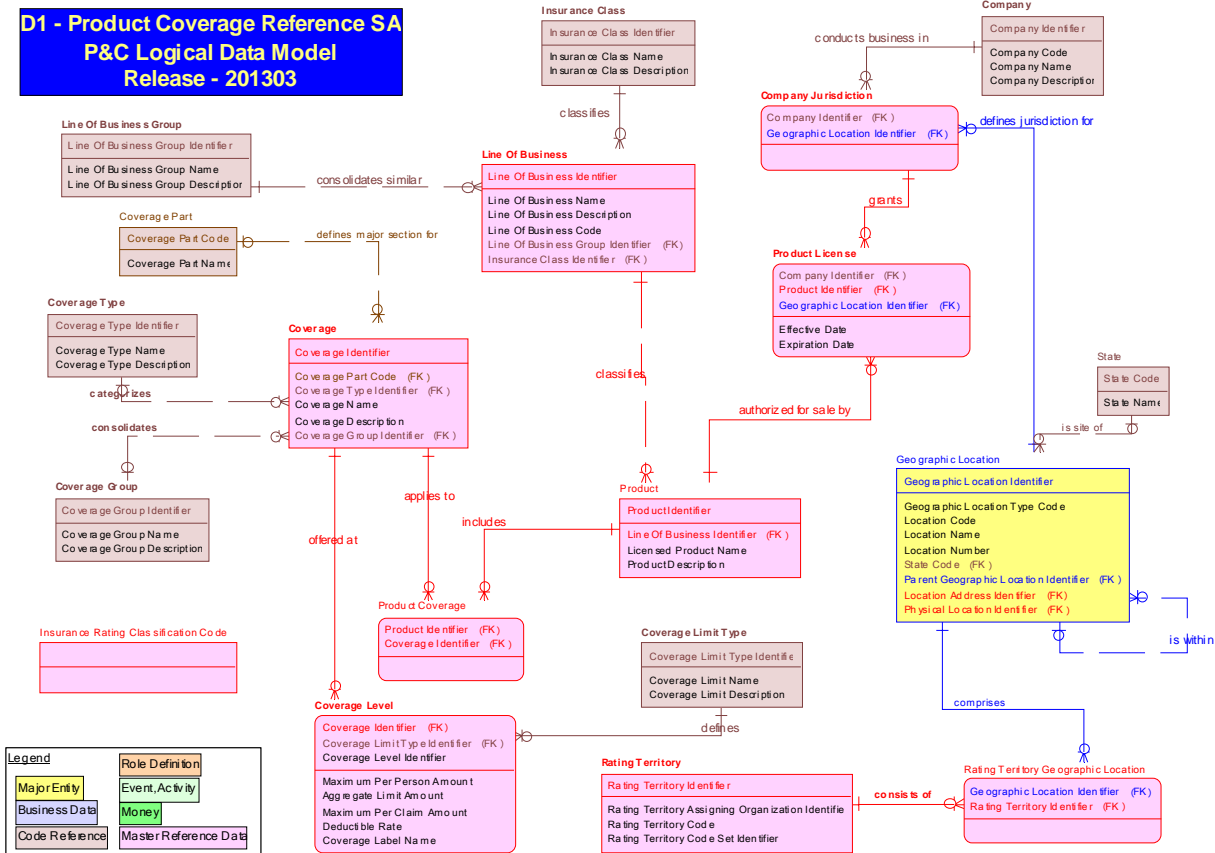 D1 - Product Coverage Reference SA
P&C Logical Data Model
Release - 201303
Insurance Class
Insurance Class Identifier
Insurance Class Name
Insurance Class Description
classifies
Company
Company Identifier
Company Code
Company Name
Company Description
conducts business in
Company Jurisdiction
Company Identifier (FK)
Geographic Location Identifier (FK)
defines jurisdiction for
grants
Line Of Business Group
Line Of Business Group Identifier
Line Of Business Group Name
Line Of Business Group Description
consolidates similar
Line Of Business
Line Of Business Identifier
Line Of Business Name
Line Of Business Description
Line Of Business Code
Line Of Business Group Identifier (FK)
Insurance Class Identifier (FK)
classifies
Coverage Part
Coverage Part Code
Coverage Part Name
defines major section for
Product License
Company Identifier (FK)
Product Identifier (FK)
Geographic Location Identifier (FK)
Effective Date
Expiration Date
authorized for sale by
Coverage Type
Coverage Type Identifier
Coverage Type Name
Coverage Type Description
categorizes
consolidates
Coverage
Coverage Identifier
Coverage Part Code (FK)
Coverage Type Identifier (FK)
Coverage Name
Coverage Description
Coverage Group Identifier (FK)
State
State Code
State Name
is site of
Coverage Group
Coverage Group Identifier
Coverage Group Name
Coverage Group Description
offered at
applies to
includes
Product
Product Identifier
Line Of Business Identifier (FK)
Licensed Product Name
Product Description
Geographic Location
Geographic Location Identifier
Geographic Location Type Code
Location Code
Location Name
Location Number
State Code (FK)
Parent Geographic Location Identifier (FK)
Location Address Identifier (FK)
Physical Location Identifier (FK)
is within
comprises
Product Coverage
Product Identifier (FK)
Coverage Identifier (FK)
Insurance Rating Classification Code
Coverage Limit Type
Coverage Limit Type Identifie
Coverage Limit Name
Coverage Limit Description
defines
Coverage Level
Coverage Identifier (FK)
Coverage Limit Type Identifier (FK)
Coverage Level Identifier
Maximum Per Person Amount
Aggregate Limit Amount
Maximum Per Claim Amount
Deductible Rate
Coverage Label Name
Rating Territory
Rating Territory Identifier
Rating Territory Assigning Organization Identifie
Rating Territory Code
Rating Territory Code Set Identifier
consists of
Rating Territory Geographic Location
Geographic Location Identifier (FK)
Rating Territory Identifier (FK)
Legend
Major Entity
Business Data
Code Reference
Role Definition
Event,Activity
Money
Master Reference Data